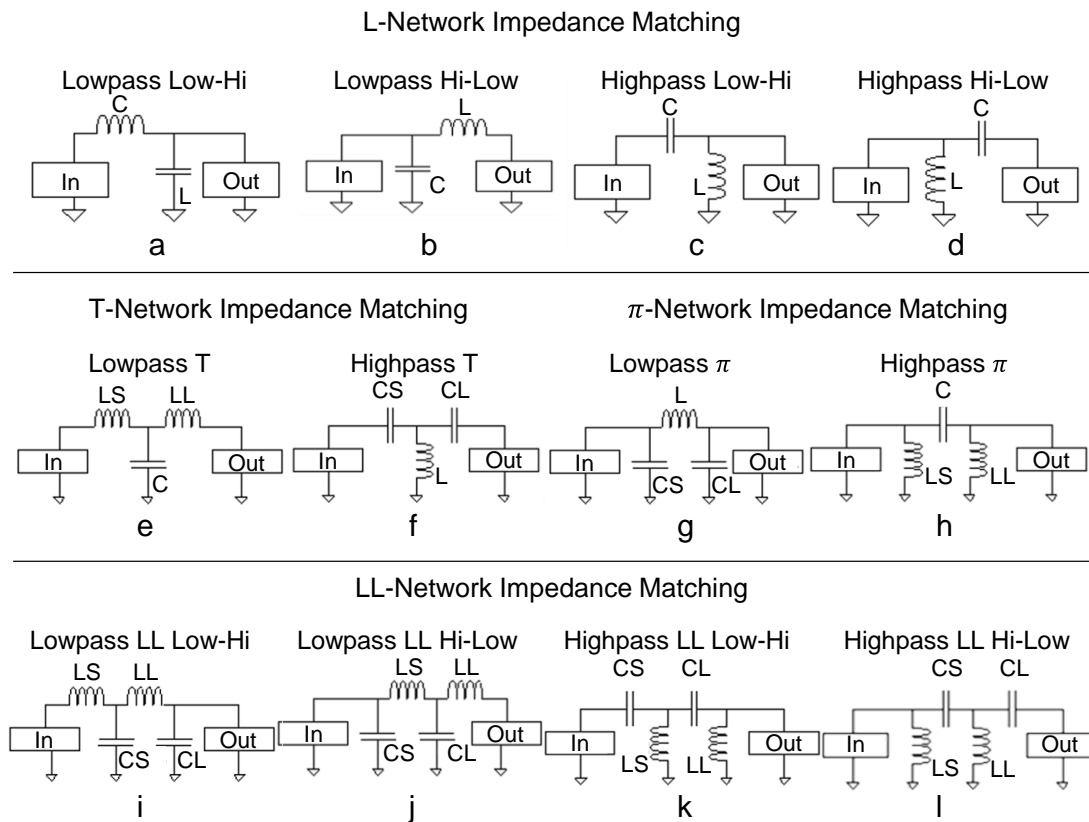 L-Network Impedance Matching
Lowpass Low-Hi
Lowpass Hi-Low
Highpass Low-Hi
Highpass Hi-Low
C
L
C
C
In
L
Out
In
C
Out
In
L
Out
In
L
Out
a
b
c
d
T-Network Impedance Matching
π-Network Impedance Matching
Lowpass T
Highpass T
Lowpass π
Highpass π
LS
LL
CS
CL
L
C
In
C
Out
In
L
Out
In
CS
CL
Out
In
LS
LL
Out
e
f
g
h
LL-Network Impedance Matching
Lowpass LL Low-Hi
Lowpass LL Hi-Low
Highpass LL Low-Hi
Highpass LL Hi-Low
LS
LL
LS
LL
CS
CL
CS
CL
In
CS
CL
Out
In
CS
CL
Out
In
LS
LL
Out
In
LS
LL
Out
i
j
k
l